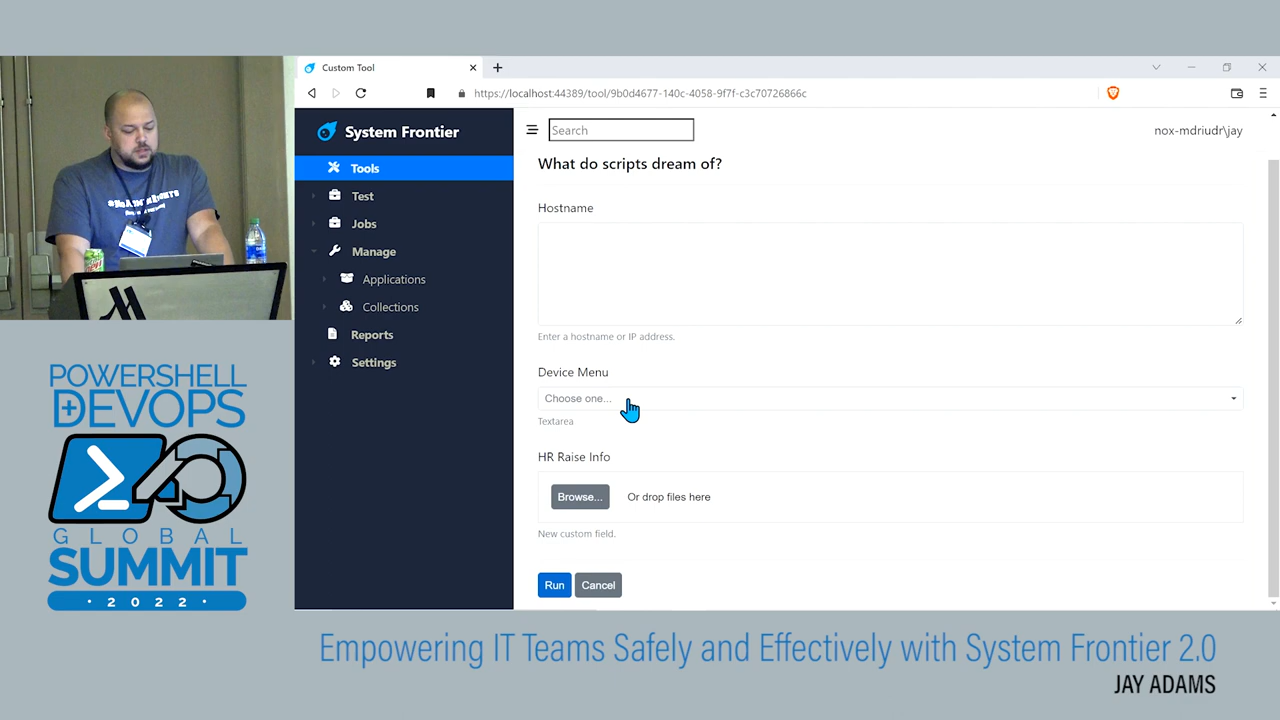 Custom Tool
https://localhost:44389/tool/9b0d4677-140c-4058-9f7f-c3c70726866c
System Frontier
Search
nox-mdriudr\jay
Tools
Test
Jobs
Manage
Applications
Collections
Reports
Settings
What do scripts dream of?
Hostname
Enter a hostname or IP address.
Device Menu
Choose one...
Textarea
HR Raise Info
Browse...
Or drop files here
New custom field.
Run
Cancel
POWERSHELL
DEVOPS
GLOBAL
SUMMIT
· 2022 ·
Empowering IT Teams Safely and Effectively with System Frontier 2.0
JAY ADAMS